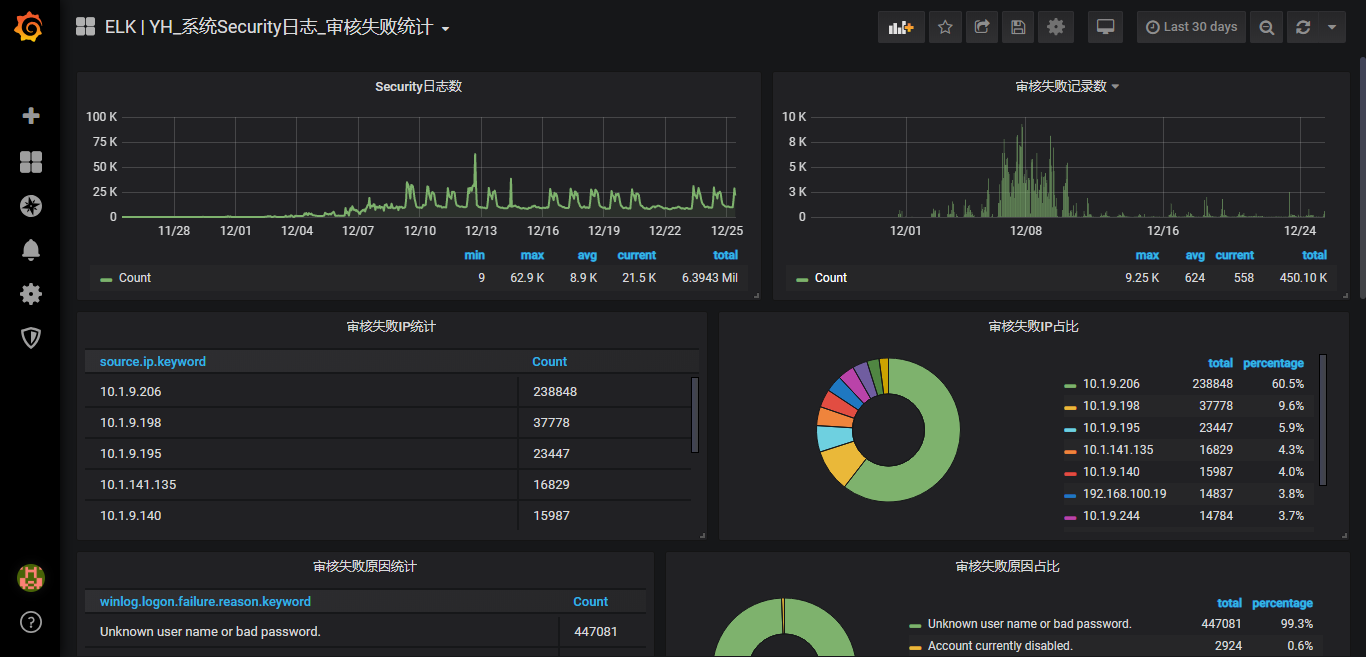 ELK | YH_系统Security日志_审核失败统计
Last 30 days
Security日志数
100 K
75 K
50 K
25 K
0
11/28 12/01 12/04 12/07 12/10 12/13 12/16 12/19 12/22 12/25
min max avg current total
Count 9 62.9 K 8.9 K 21.5 K 6.3943 Mil
审核失败记录数
10 K
8 K
5 K
3 K
0
12/01 12/08 12/16 12/24
max avg current total
Count 9.25 K 624 558 450.10 K
审核失败IP统计
source.ip.keyword Count
10.1.9.206 238848
10.1.9.198 37778
10.1.9.195 23447
10.1.141.135 16829
10.1.9.140 15987
审核失败IP占比
total percentage
10.1.9.206 238848 60.5%
10.1.9.198 37778 9.6%
10.1.9.195 23447 5.9%
10.1.141.135 16829 4.3%
10.1.9.140 15987 4.0%
192.168.100.19 14837 3.8%
10.1.9.244 14784 3.7%
审核失败原因统计
winlog.logon.failure.reason.keyword Count
Unknown user name or bad password. 447081
审核失败原因占比
total percentage
Unknown user name or bad password. 447081 99.3%
Account currently disabled. 2924 0.6%